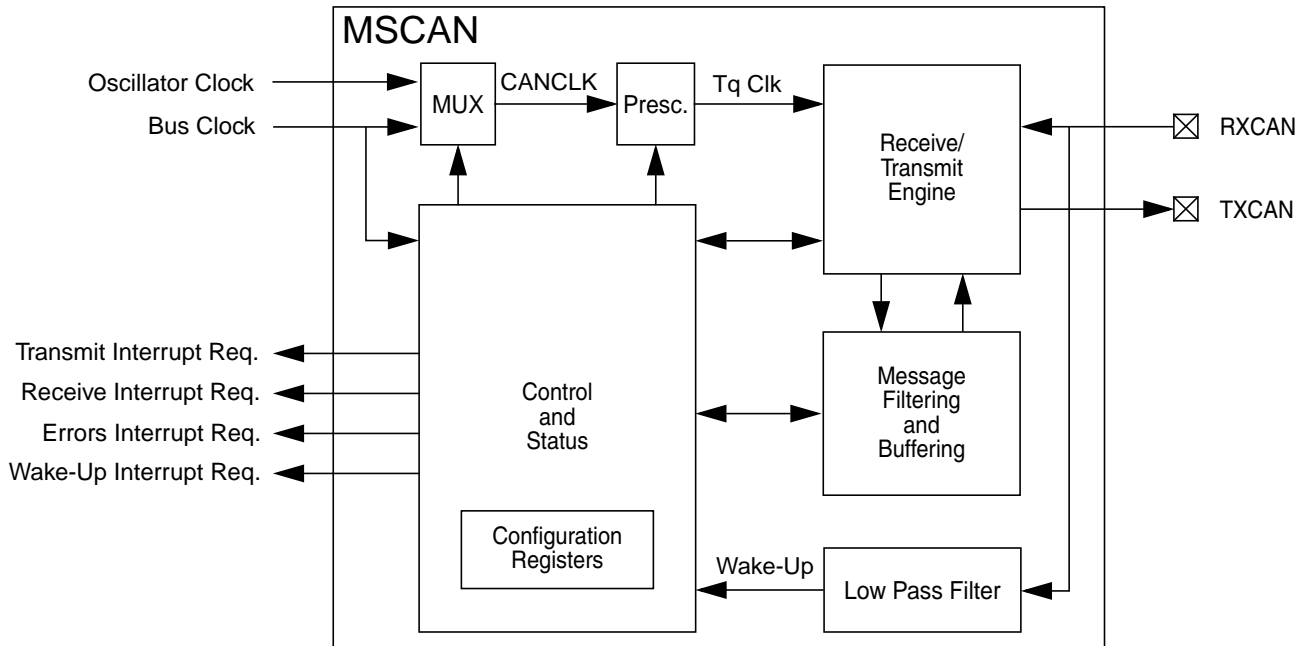 MSCAN
Oscillator Clock
MUX
CANCLK
Presc.
Tq Clk
Bus Clock
Receive/
Transmit
Engine
RXCAN
TXCAN
Transmit Interrupt Req.
Receive Interrupt Req.
Errors Interrupt Req.
Wake-Up Interrupt Req.
Control
and
Status
Message
Filtering
and
Buffering
Configuration
Registers
Wake-Up
Low Pass Filter